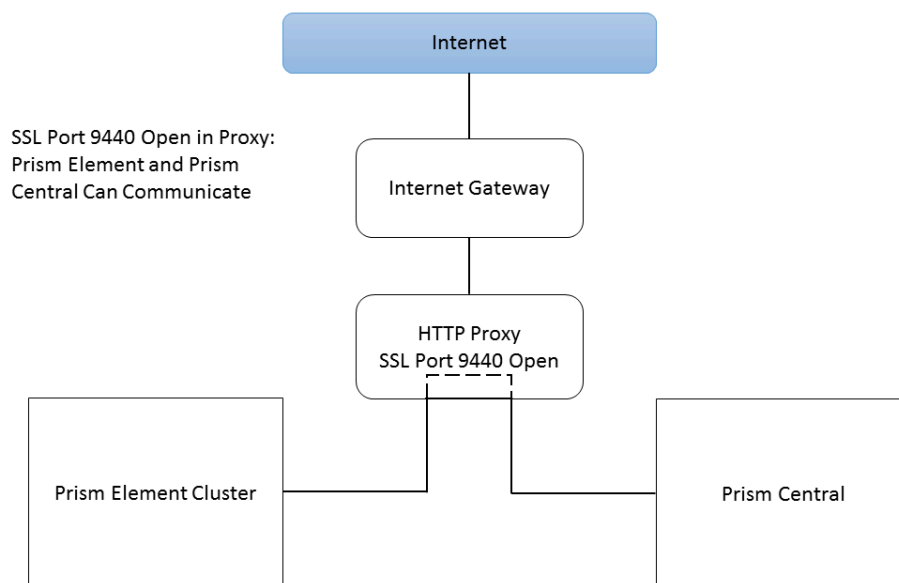 Internet
SSL Port 9440 Open in Proxy:
Prism Element and Prism
Central Can Communicate
Internet Gateway
HTTP Proxy
SSL Port 9440 Open
Prism Element Cluster
Prism Central